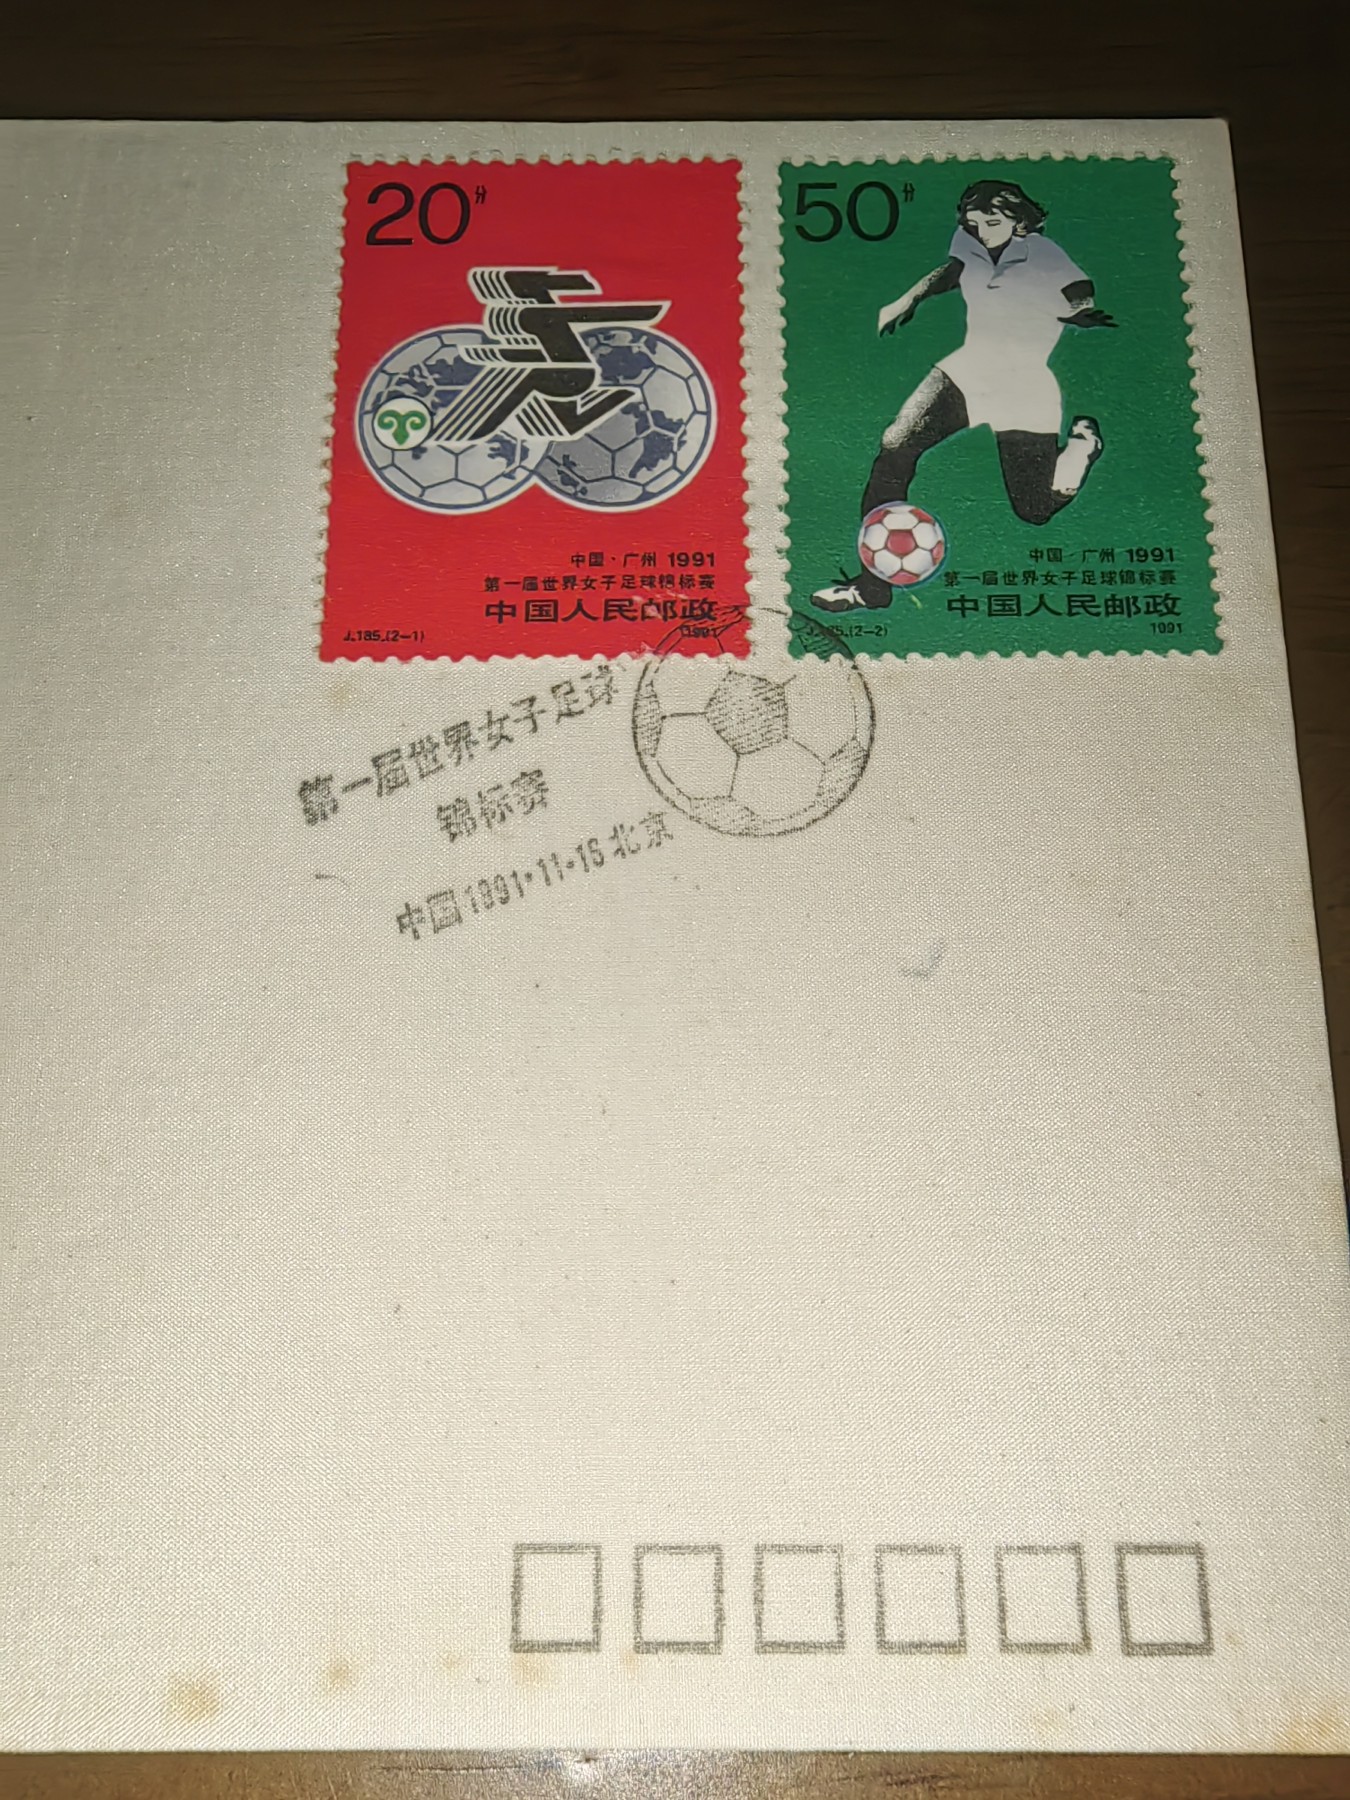 20分
中国·广州 1991
第一届世界女子足球锦标赛
中国人民邮政
J.185.(2-1)
1991
50分
中国·广州 1991
第一届世界女子足球锦标赛
中国人民邮政
J.185.(2-2)
1991
第一届世界女子足球
锦标赛
中国1991·11·16北京